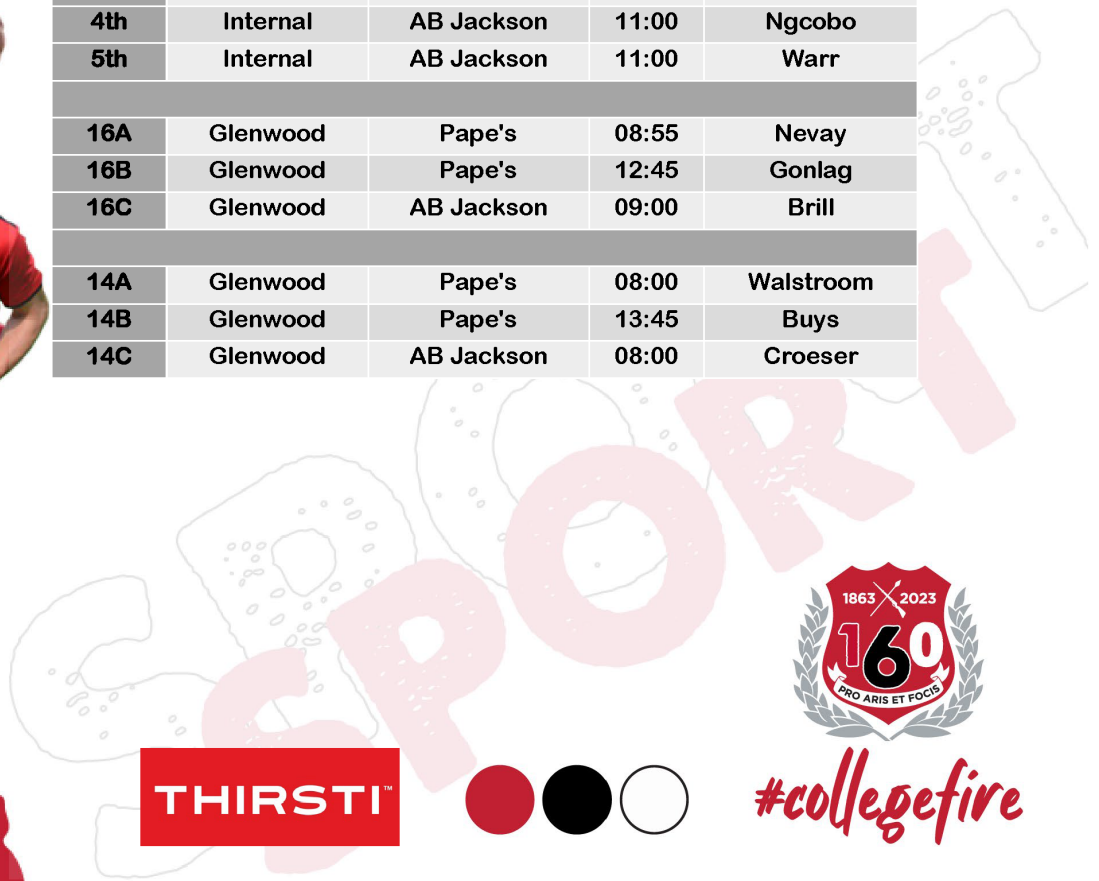 4th Internal AB Jackson 11:00 Ngcobo
5th Internal AB Jackson 11:00 Warr
16A Glenwood Pape's 08:55 Nevay
16B Glenwood Pape's 12:45 Gonlag
16C Glenwood AB Jackson 09:00 Brill
14A Glenwood Pape's 08:00 Walstroom
14B Glenwood Pape's 13:45 Buys
14C Glenwood AB Jackson 08:00 Croeser
SPORT
SPORT
1863 2023
160
PRO ARIS ET FOCIS
THIRSTI™
#collegefire